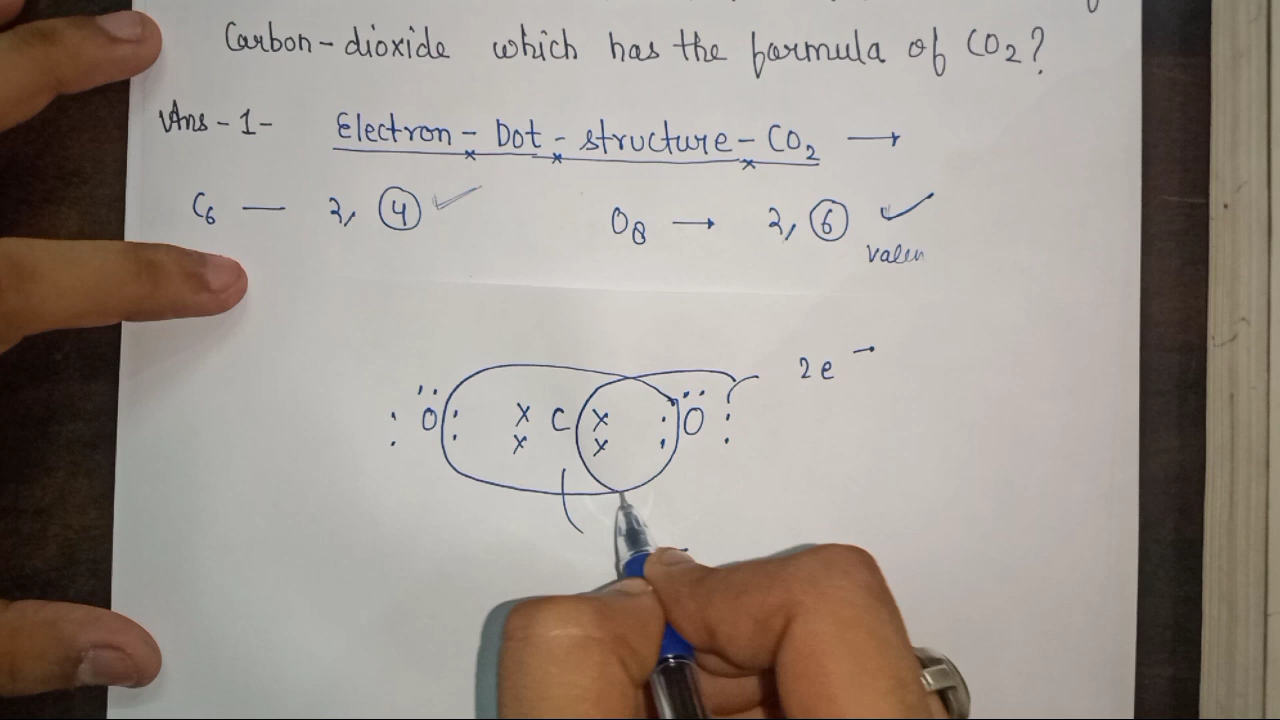 Carbon-dioxide which has the formula of CO2?
Ans-1- Electron-Dot-structure-CO2 →
C6 — 2, 4 ✓ O8 → 2, 6 ✓
valen
2e →
O x C x O
x x